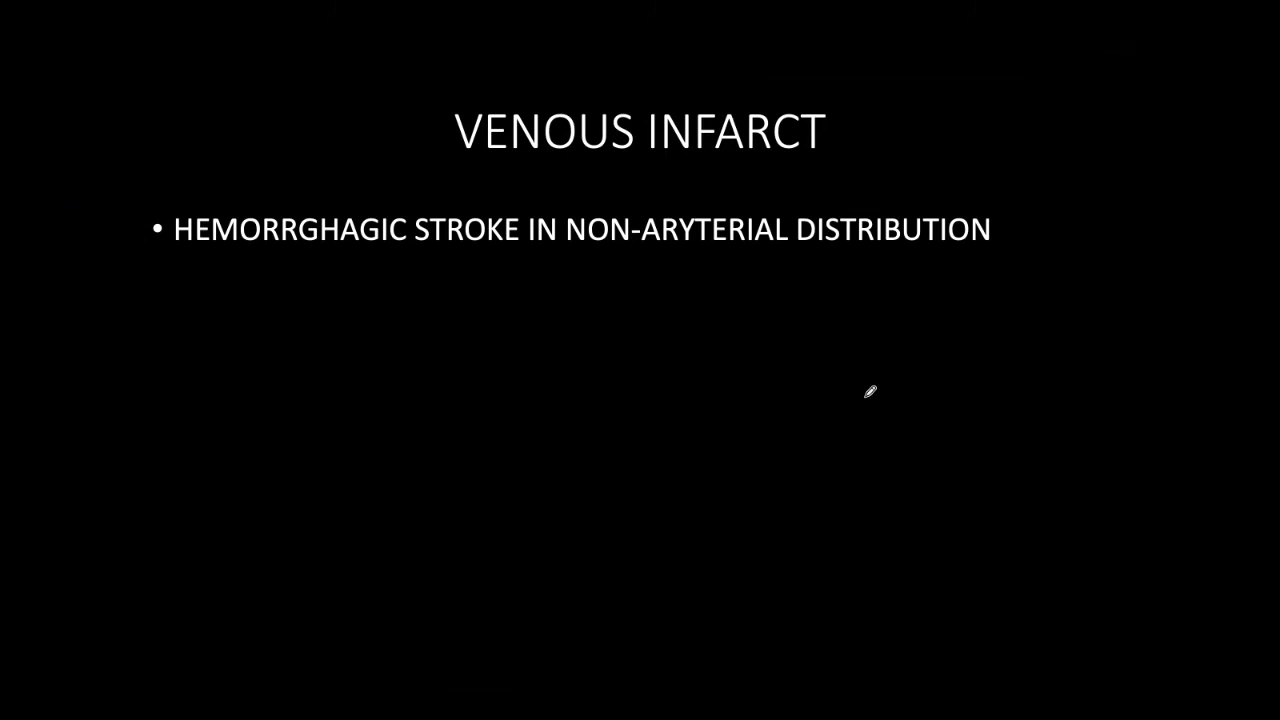 VENOUS INFARCT
• HEMORRGHAGIC STROKE IN NON-ARYTERIAL DISTRIBUTION